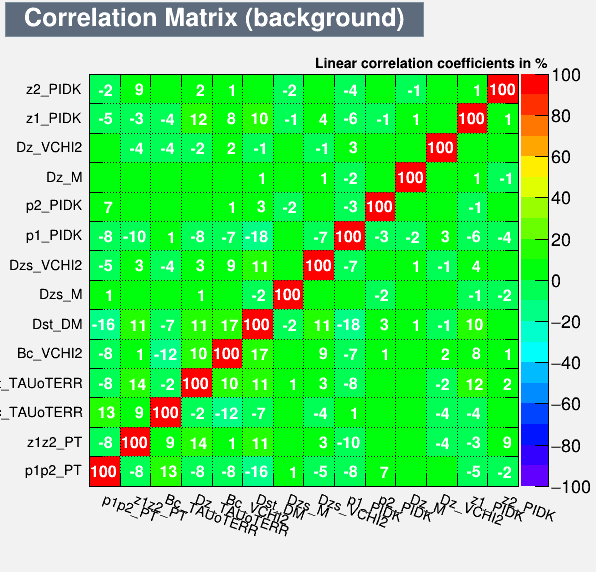 Correlation Matrix (background)
Linear correlation coefficients in %
z2_PIDK -2 9 2 1 -2 -4 -1 1 100
z1_PIDK -5 -3 -4 12 8 10 -1 4 -6 -1 1 100 1
Dz_VCHI2 -4 -4 -2 2 -1 -1 3 100
Dz_M 1 1 -2 100 1 -1
p2_PIDK 7 1 3 -2 -3 100 -1
p1_PIDK -8 -10 1 -8 -7 -18 -7 100 -3 -2 3 -6 -4
Dzs_VCHI2 -5 3 -4 3 9 11 100 -7 1 -1 4
Dzs_M 1 1 -2 100 -2 -1 -2
Dst_DM -16 11 -7 11 17 100 -2 11 -18 3 1 -1 10
Bc_VCHI2 -8 1 -12 10 100 17 9 -7 1 2 8 1
_TAUoTERR -8 14 -2 100 10 11 1 3 -8 -2 12 2
c_TAUoTERR 13 9 100 -2 -12 -7 -4 1 -4 -4
z1z2_PT -8 100 9 14 1 11 3 -10 -4 -3 9
p1p2_PT 100 -8 13 -8 -8 -16 1 -5 -8 7 -5 -2
p1p2_PT z1z2_PT Bc_TAUoTERR Dz_TAUoTERR Bc_VCHI2 Dst_DM Dzs_M Dzs_VCHI2 p1_PIDK p2_PIDK Dz_M Dz_VCHI2 z1_PIDK z2_PIDK
100
80
60
40
20
0
−20
−40
−60
−80
−100